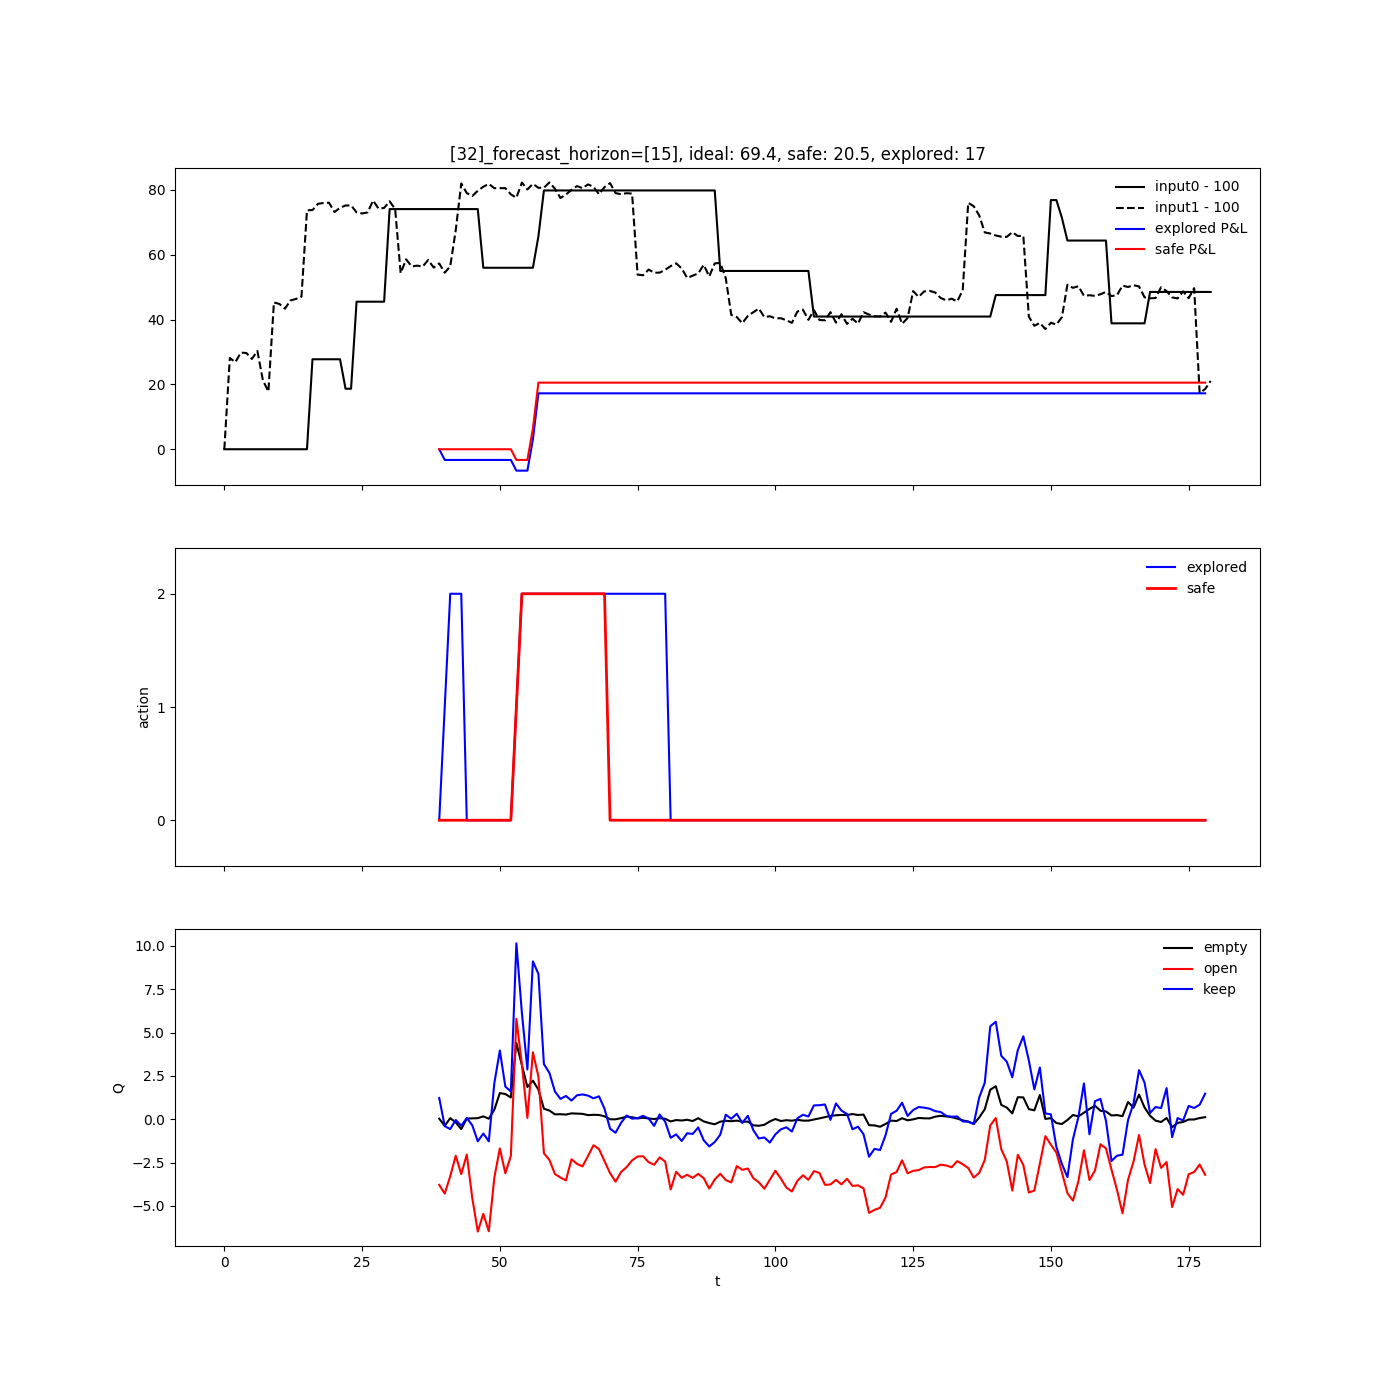 [32]_forecast_horizon=[15], ideal: 69.4, safe: 20.5, explored: 17
80
60
40
20
0
input0 - 100
input1 - 100
explored P&L
safe P&L
2
1
0
action
explored
safe
10.0
7.5
5.0
2.5
0.0
−2.5
−5.0
Q
empty
open
keep
0 25 50 75 100 125 150 175
t